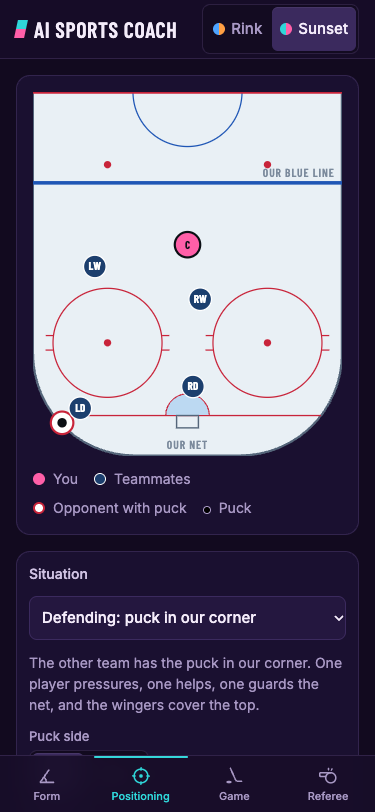 AI SPORTS COACH
Rink
Sunset
OUR BLUE LINE
C
LW
RW
RD
LD
OUR NET
You
Teammates
Opponent with puck
Puck
Situation
Defending: puck in our corner
The other team has the puck in our corner. One
player pressures, one helps, one guards the
net, and the wingers cover the top.
Puck side
Form
Positioning
Game
Referee